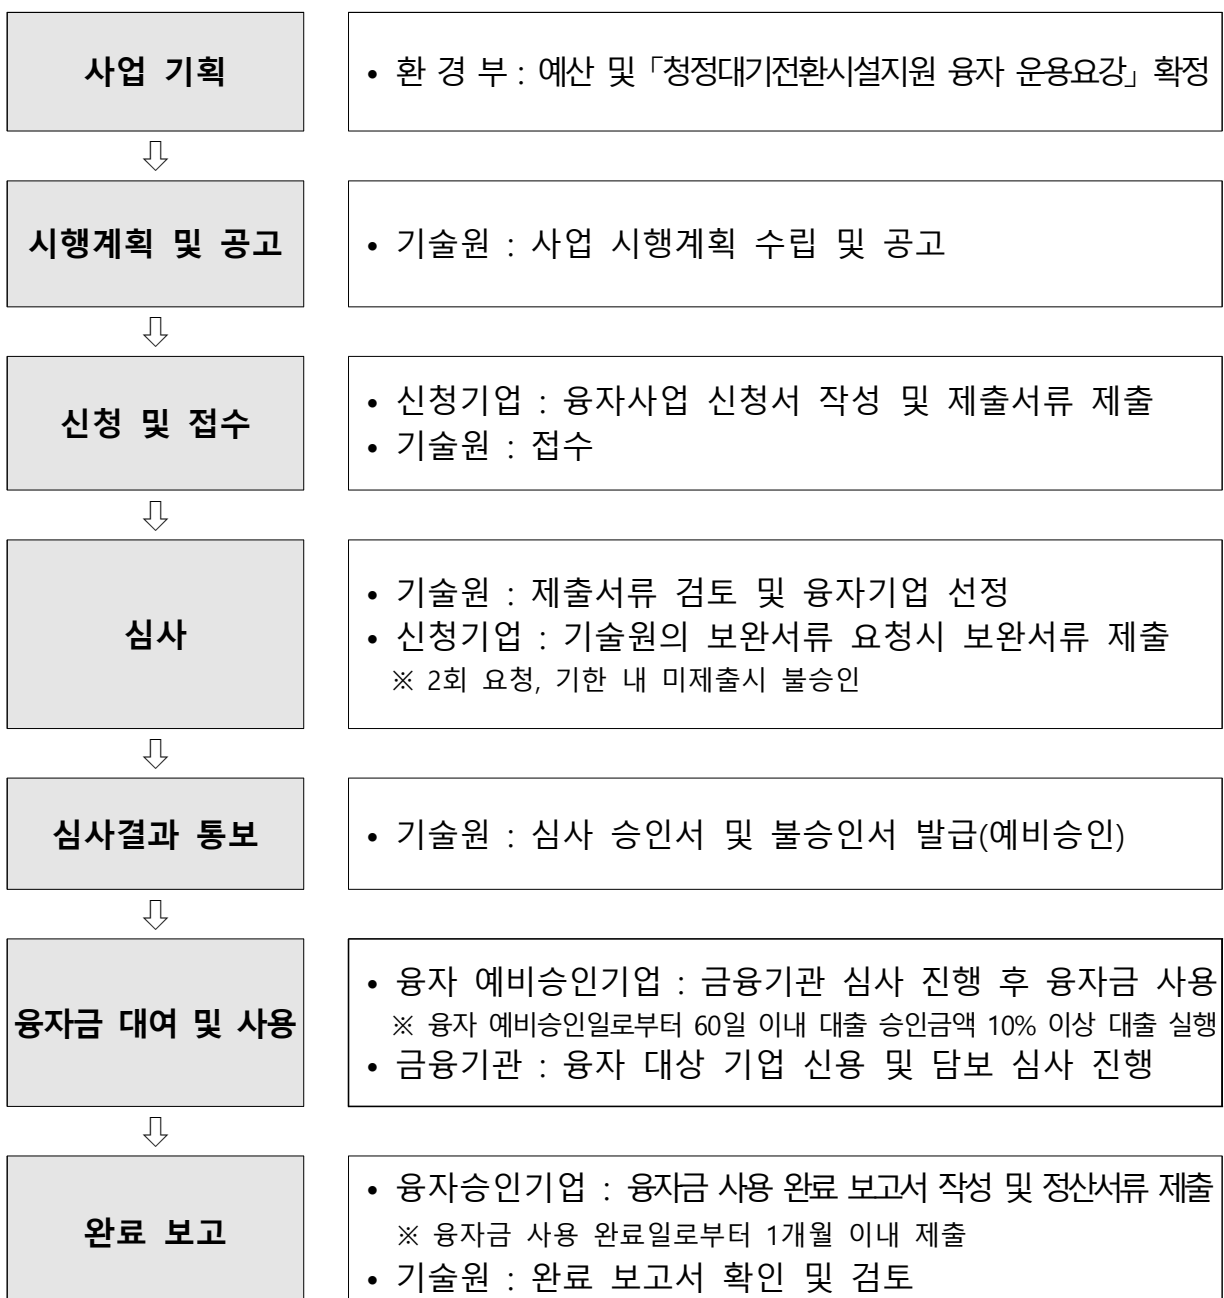 사업 기획
• 환 경 부 : 예산 및「청정대기전환시설지원 융자 운용요강」확정
시행계획 및 공고
• 기술원 : 사업 시행계획 수립 및 공고
신청 및 접수
• 신청기업 : 융자사업 신청서 작성 및 제출서류 제출
• 기술원 : 접수
심사
• 기술원 : 제출서류 검토 및 융자기업 선정
• 신청기업 : 기술원의 보완서류 요청시 보완서류 제출
※ 2회 요청, 기한 내 미제출시 불승인
심사결과 통보
• 기술원 : 심사 승인서 및 불승인서 발급(예비승인)
융자금 대여 및 사용
• 융자 예비승인기업 : 금융기관 심사 진행 후 융자금 사용
※ 융자 예비승인일로부터 60일 이내 대출 승인금액 10% 이상 대출 실행
• 금융기관 : 융자 대상 기업 신용 및 담보 심사 진행
완료 보고
• 융자승인기업 : 융자금 사용 완료 보고서 작성 및 정산서류 제출
※ 융자금 사용 완료일로부터 1개월 이내 제출
• 기술원 : 완료 보고서 확인 및 검토